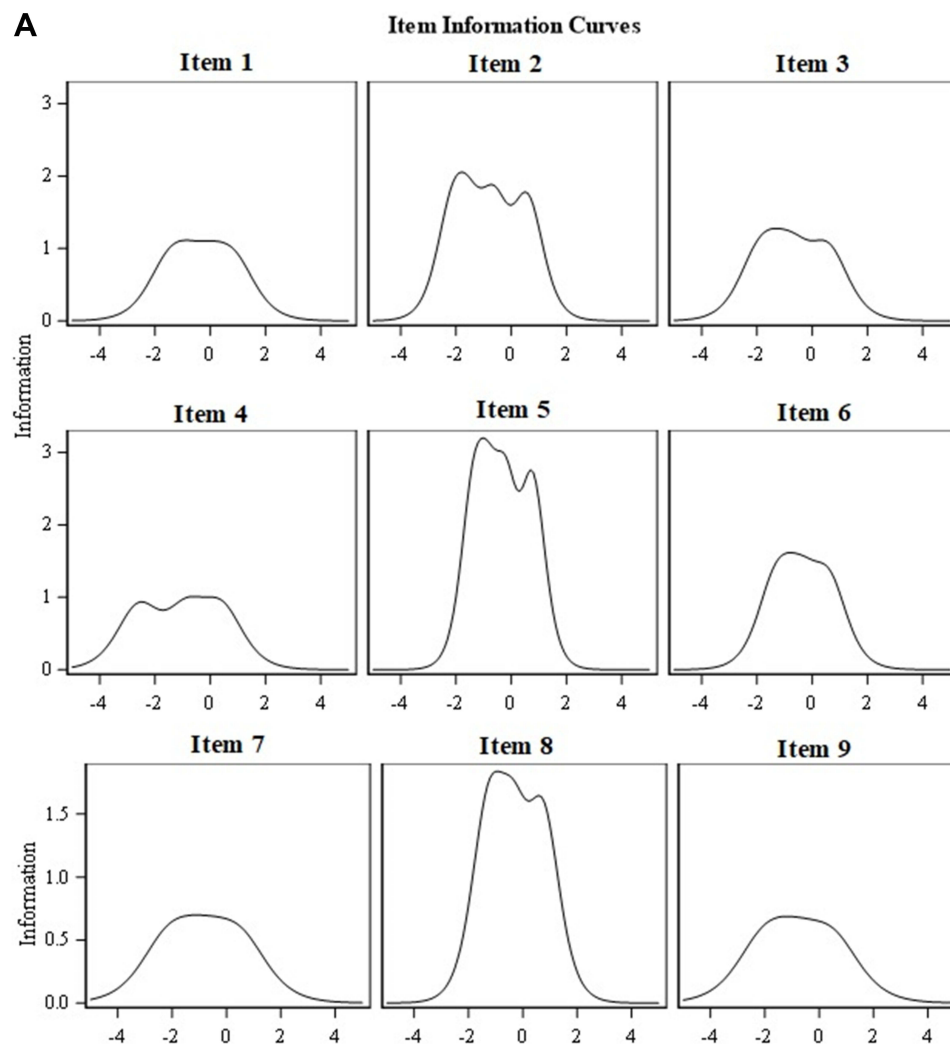 A
Item Information Curves
Item 1 Item 2 Item 3
3
2
1
0
-4 -2 0 2 4 -4 -2 0 2 4 -4 -2 0 2 4
Information
Item 4 Item 5 Item 6
3
2
1
0
-4 -2 0 2 4 -4 -2 0 2 4 -4 -2 0 2 4
Item 7 Item 8 Item 9
1.5
1.0
0.5
0.0
Information
-4 -2 0 2 4 -4 -2 0 2 4 -4 -2 0 2 4